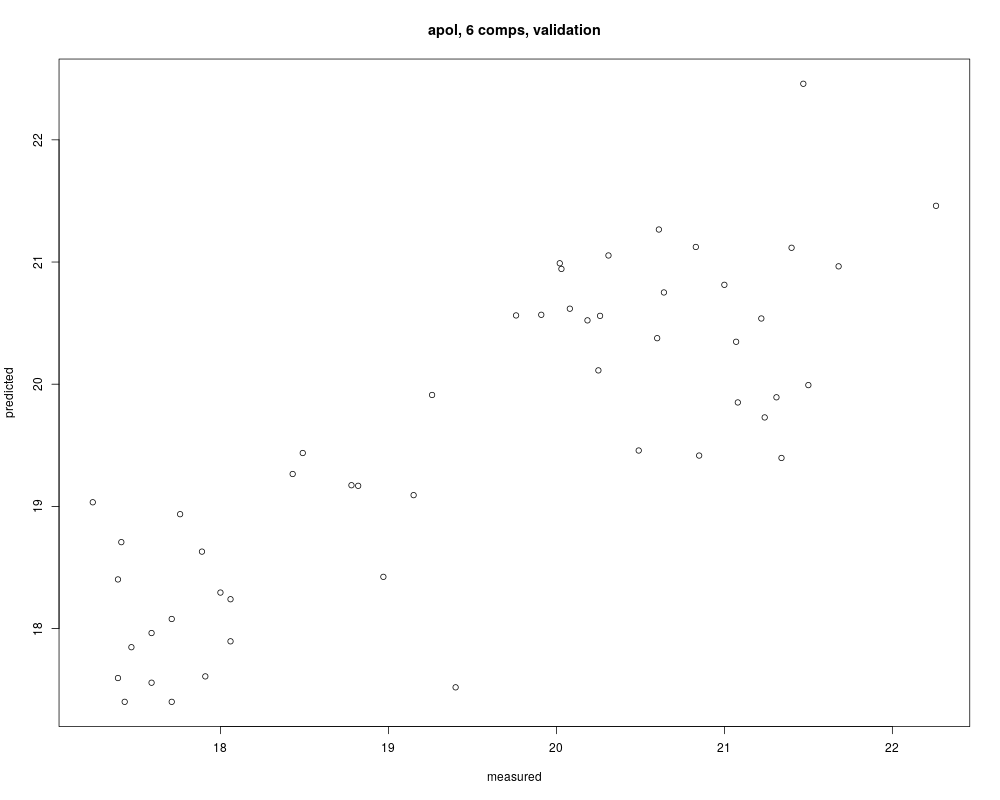 apol, 6 comps, validation
22
21
20
19
18
predicted
18 19 20 21 22
measured